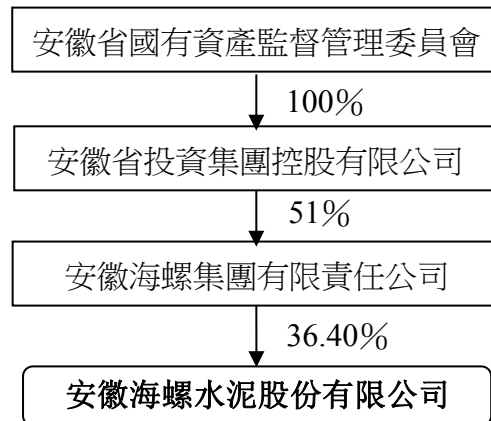 安徽省國有資產監督管理委員會
100％
安徽省投資集團控股有限公司
51％
安徽海螺集團有限責任公司
36.40％
安徽海螺水泥股份有限公司